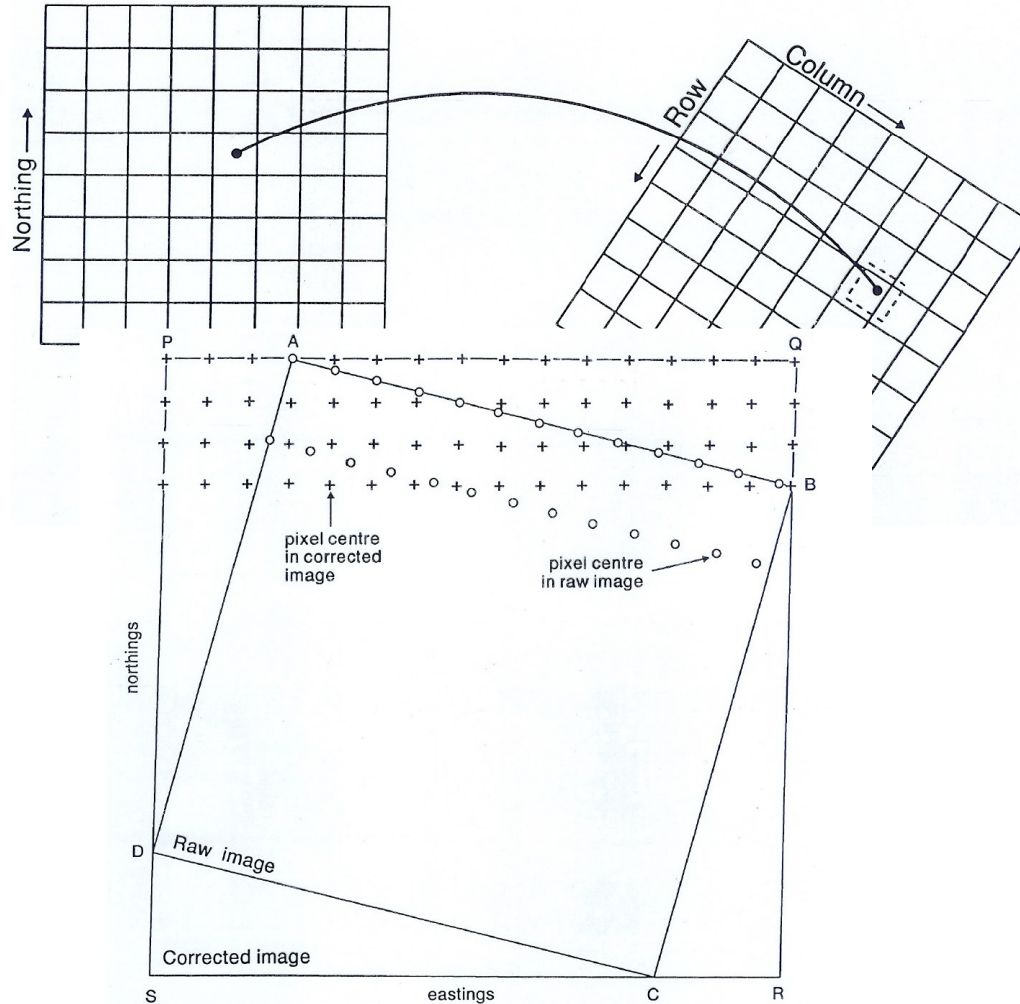 Northing
Column
Row
P
A
Q
B
pixel centre
in corrected
image
pixel centre
in raw image
northings
D
Raw image
Corrected image
S
eastings
C
R